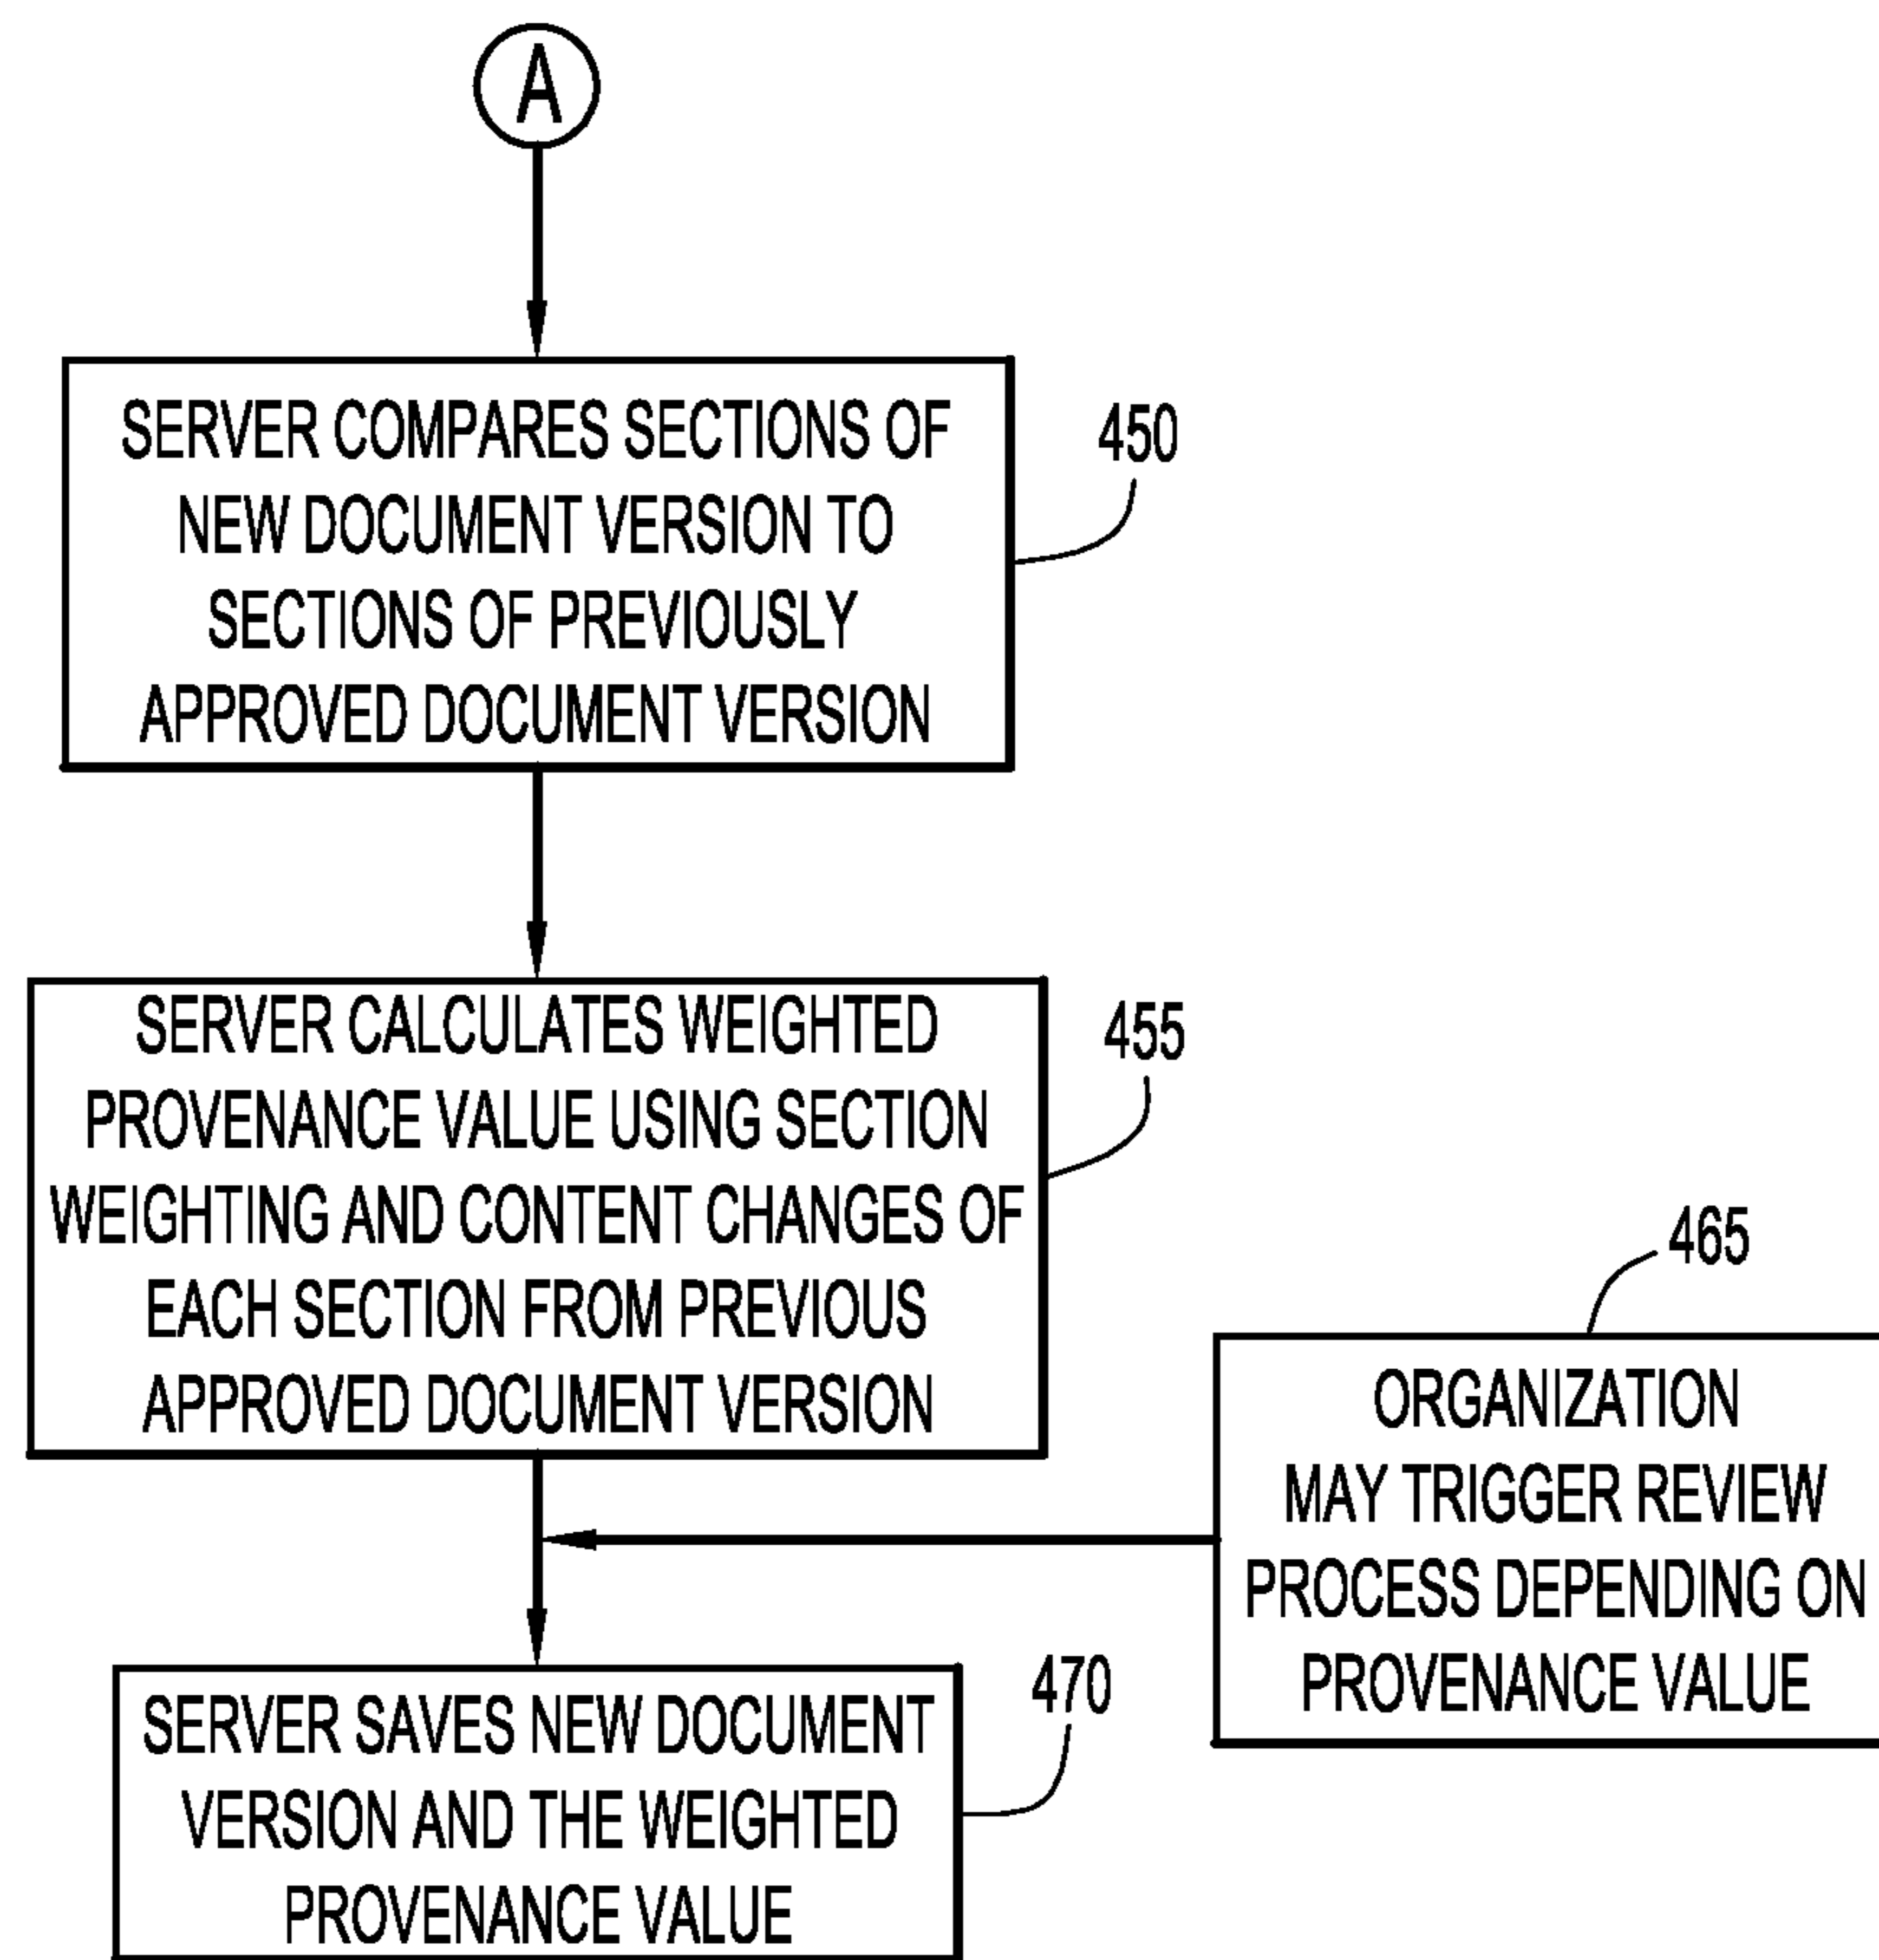 A
SERVER COMPARES SECTIONS OF
NEW DOCUMENT VERSION TO
SECTIONS OF PREVIOUSLY
APPROVED DOCUMENT VERSION
450
SERVER CALCULATES WEIGHTED
PROVENANCE VALUE USING SECTION
WEIGHTING AND CONTENT CHANGES OF
EACH SECTION FROM PREVIOUS
APPROVED DOCUMENT VERSION
455
465
ORGANIZATION
MAY TRIGGER REVIEW
PROCESS DEPENDING ON
PROVENANCE VALUE
SERVER SAVES NEW DOCUMENT
VERSION AND THE WEIGHTED
PROVENANCE VALUE
470